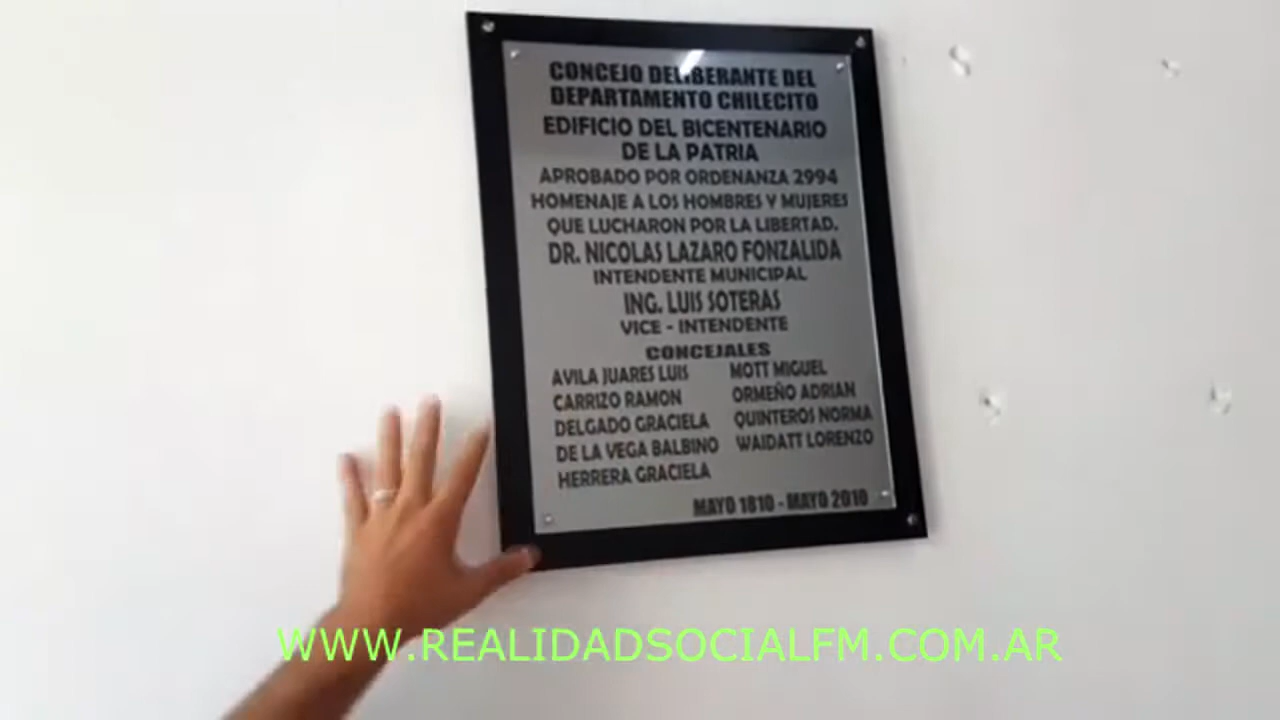 CONCEJO DELIBERANTE DEL
DEPARTAMENTO CHILECITO
EDIFICIO DEL BICENTENARIO
DE LA PATRIA
APROBADO POR ORDENANZA 2994
HOMENAJE A LOS HOMBRES Y MUJERES
QUE LUCHARON POR LA LIBERTAD.
DR. NICOLAS LAZARO FONZALIDA
INTENDENTE MUNICIPAL
ING. LUIS SOTERAS
VICE - INTENDENTE
CONCEJALES
AVILA JUARES LUIS MOTT MIGUEL
CARRIZO RAMON ORMEÑO ADRIAN
DELGADO GRACIELA QUINTEROS NORMA
DE LA VEGA BALBINO WAIDATT LORENZO
HERRERA GRACIELA
MAYO 1810 - MAYO 2010
WWW.REALIDADSOCIALFM.COM.AR